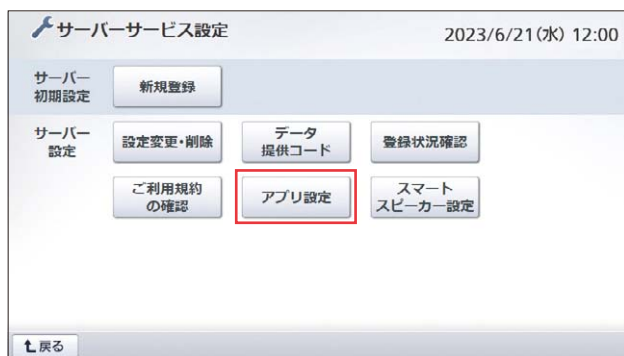 サーバーサービス設定
2023/6/21(水) 12:00
サーバー
初期設定
新規登録
サーバー
設定
設定変更・削除
データ
提供コード
登録状況確認
ご利用規約
の確認
アプリ設定
スマート
スピーカー設定
戻る